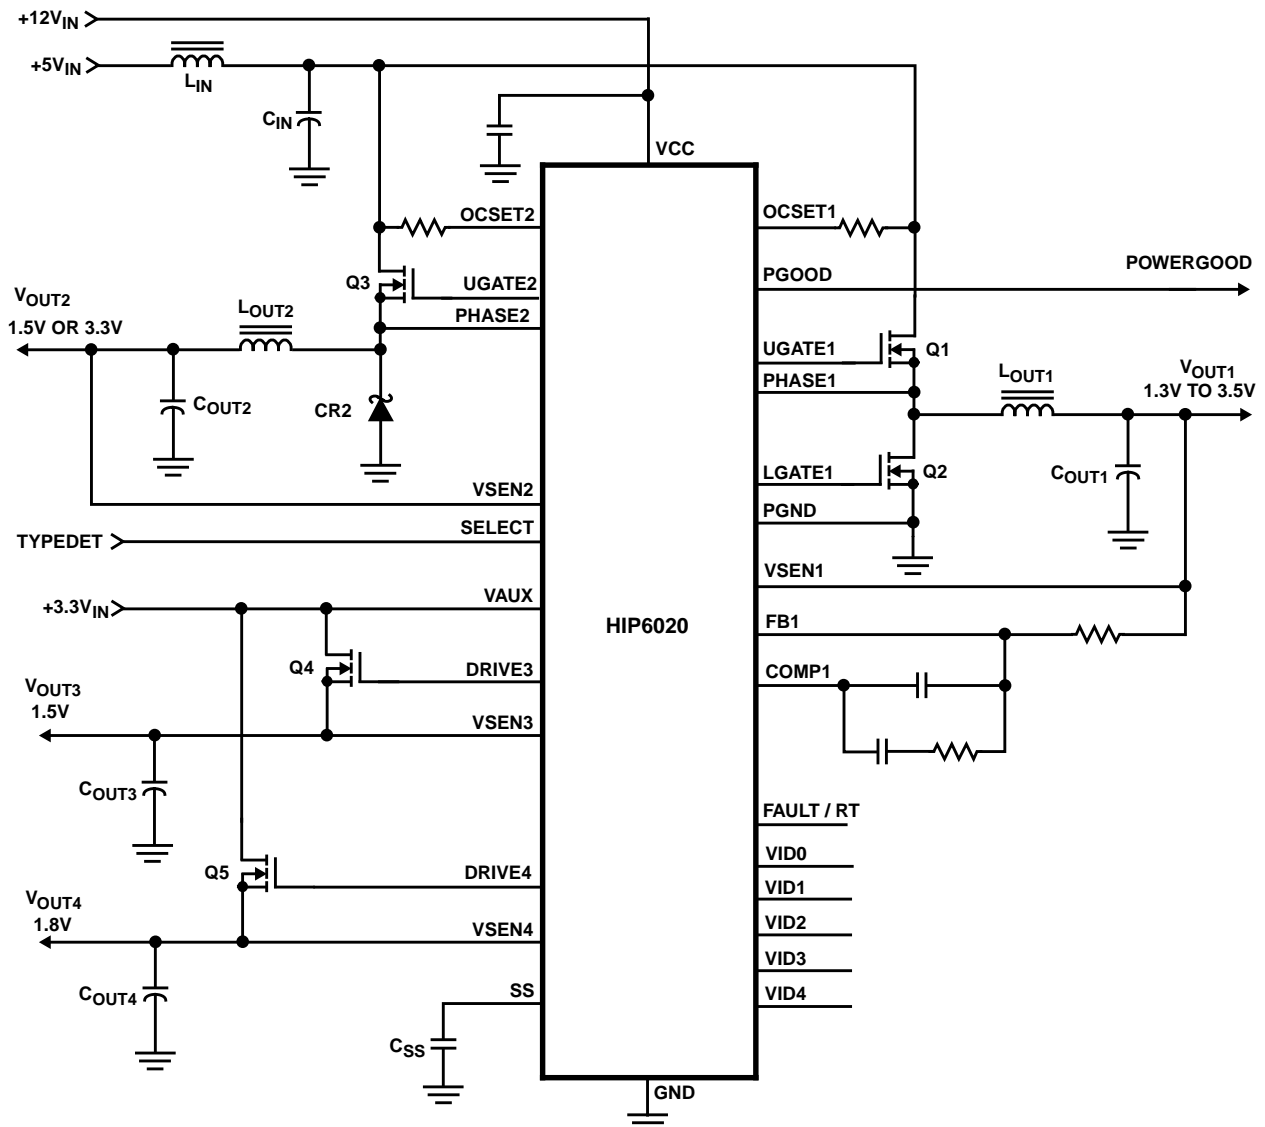 +12VIN
+5VIN
LIN
CIN
VCC
OCSET2
OCSET1
PGOOD
POWERGOOD
Q3
UGATE2
PHASE2
VOUT2
1.5V OR 3.3V
LOUT2
UGATE1
Q1
PHASE1
LOUT1
VOUT1
1.3V TO 3.5V
COUT2
CR2
LGATE1
Q2
COUT1
VSEN2
PGND
SELECT
TYPEDET
VSEN1
+3.3VIN
VAUX
HIP6020
FB1
Q4
DRIVE3
COMP1
VOUT3
1.5V
VSEN3
COUT3
FAULT / RT
VID0
Q5
DRIVE4
VID1
VOUT4
1.8V
VSEN4
VID2
VID3
COUT4
SS
VID4
CSS
GND